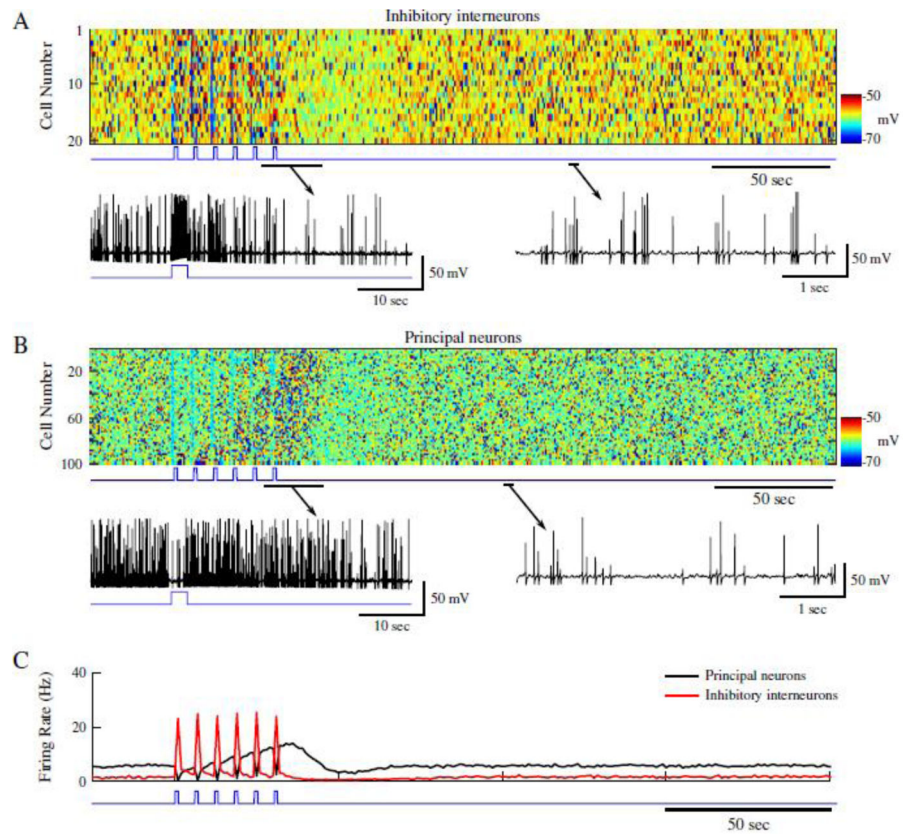 A
Inhibitory interneurons
Cell Number
1
10
20
-50
mV
-70
50 sec
50 mV
10 sec
50 mV
1 sec
B
Principal neurons
Cell Number
20
60
100
-50
mV
-70
50 sec
50 mV
10 sec
50 mV
1 sec
C
Firing Rate (Hz)
40
20
0
Principal neurons
Inhibitory interneurons
50 sec